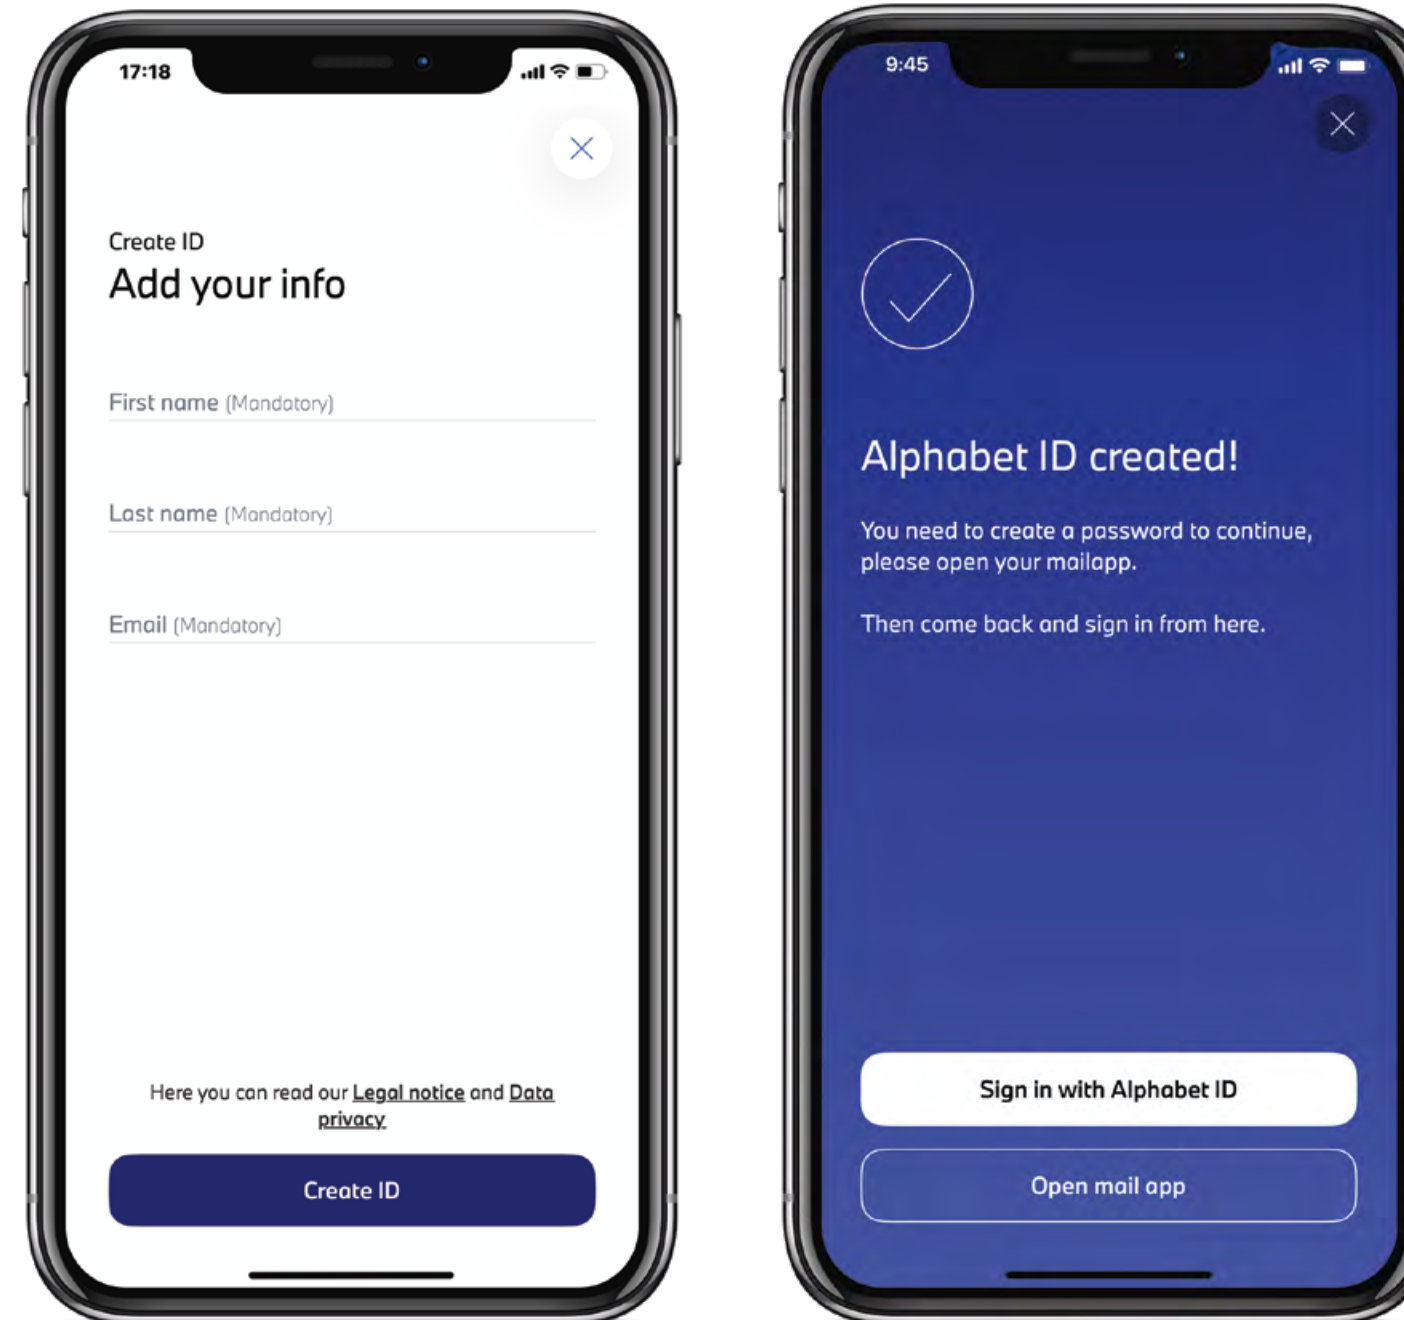 17:18
Create ID
Add your info
First name (Mandatory)
Last name (Mandatory)
Email (Mandatory)
Here you can read our Legal notice and Data
privacy
Create ID
9:45
Alphabet ID created!
You need to create a password to continue,
please open your mailapp.
Then come back and sign in from here.
Sign in with Alphabet ID
Open mail app